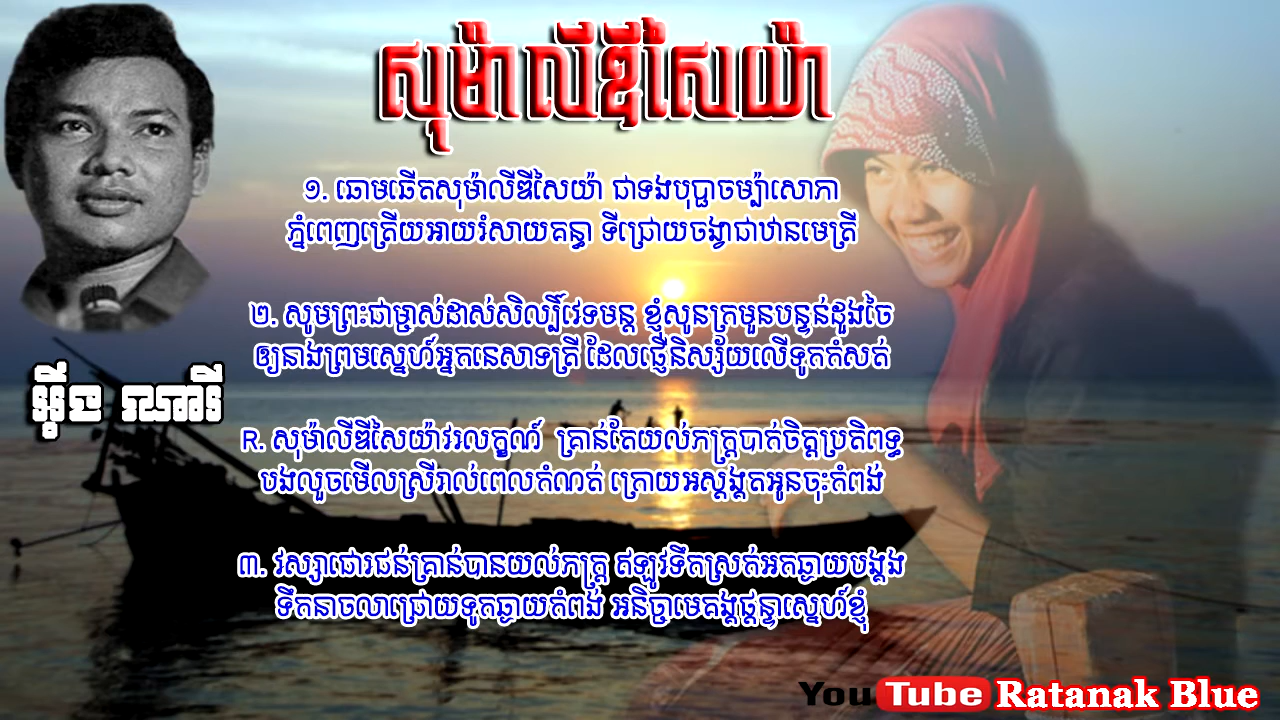 សុម៉ាលីឌីសៃយ៉ា
១. ឆោមឆើតសុម៉ាលីឌីសៃយ៉ា ជាទងបុប្ផាចម្ប៉ាសោភា
ភ្នំពេញត្រើយអាយរំសាយគន្ធា ទីជ្រោយចង្វាជាឋានមេត្រី
២. សូមព្រះជាម្ចាស់ដាស់សិល្ប៍វេទមន្ត ខ្ញុំសូនក្រមួនបន្ទន់ដួងចៃ
ឲ្យនាងព្រមស្នេហ៍អ្នកនេសាទត្រី ដែលផ្ញើនិស្ស័យលើទូកកំសត់
អ៊ឹង ណារី
R. សុម៉ាលីឌីសៃយ៉ាវរលក្ខណ៍ គ្រាន់តែយល់ភក្ត្របាត់ចិត្តប្រតិពទ្ធ
បងលួចមើលស្រីរាល់ពេលកំណត់ ក្រោយអស្តង្គតអូនចុះកំពង់
៣. វស្សាជោរជន់គ្រាន់បានយល់ភក្ត្រ ឥឡូវទឹកស្រក់អកឆ្ងាយបង្គង
ទឹកនាចលាជ្រោយទូកឆ្ងាយកំពង់ អនិច្ចាមេគង្គផ្តន្ទាស្នេហ៍ខ្ញុំ
YouTube Ratanak Blue